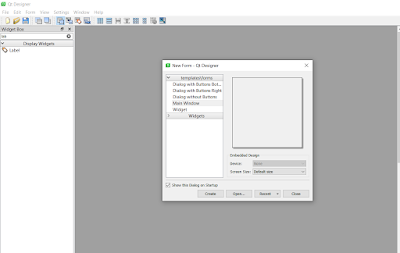 Qt Designer
File Edit Form View Settings Window Help
Widget Box
Display Widgets
Label
New Form - Qt Designer
templates/forms
Dialog with Buttons Bot...
Dialog with Buttons Right
Dialog without Buttons
Main Window
Widget
Widgets
Embedded Design
Device: None
Screen Size: Default size
Show this Dialog on Startup
Create Open... Recent Close